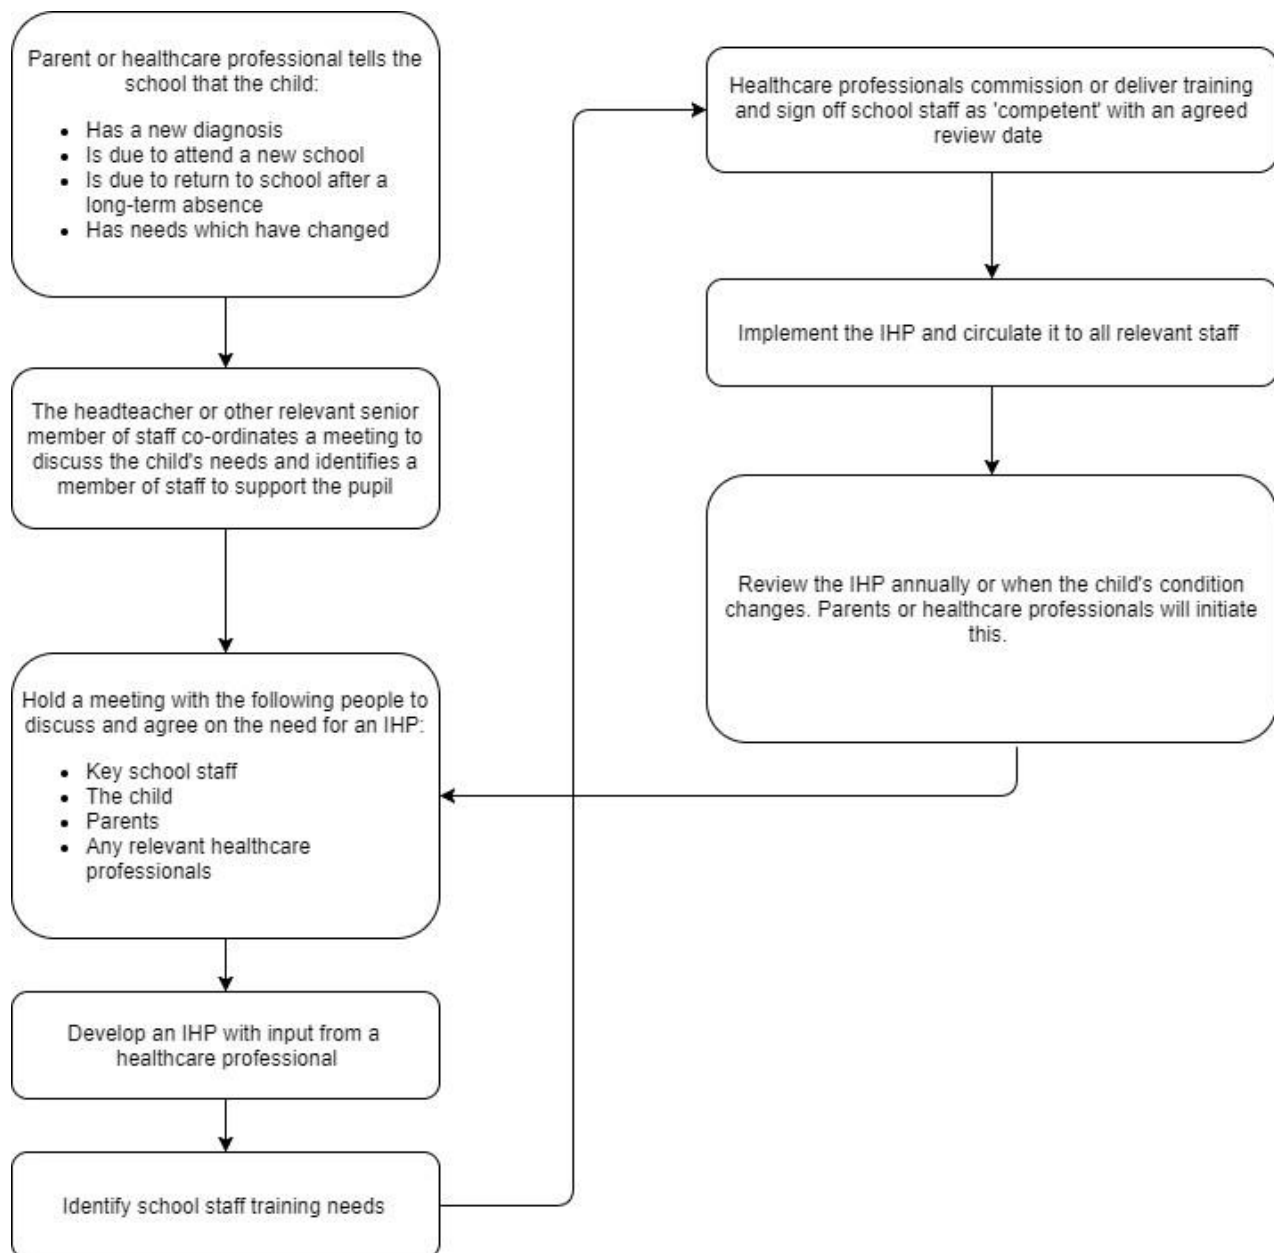 Parent or healthcare professional tells the
school that the child:
• Has a new diagnosis
• Is due to attend a new school
• Is due to return to school after a
long-term absence
• Has needs which have changed
The headteacher or other relevant senior
member of staff co-ordinates a meeting to
discuss the child's needs and identifies a
member of staff to support the pupil
Hold a meeting with the following people to
discuss and agree on the need for an IHP:
• Key school staff
• The child
• Parents
• Any relevant healthcare
professionals
Develop an IHP with input from a
healthcare professional
Identify school staff training needs
Healthcare professionals commission or deliver training
and sign off school staff as 'competent' with an agreed
review date
Implement the IHP and circulate it to all relevant staff
Review the IHP annually or when the child's condition
changes. Parents or healthcare professionals will initiate
this.